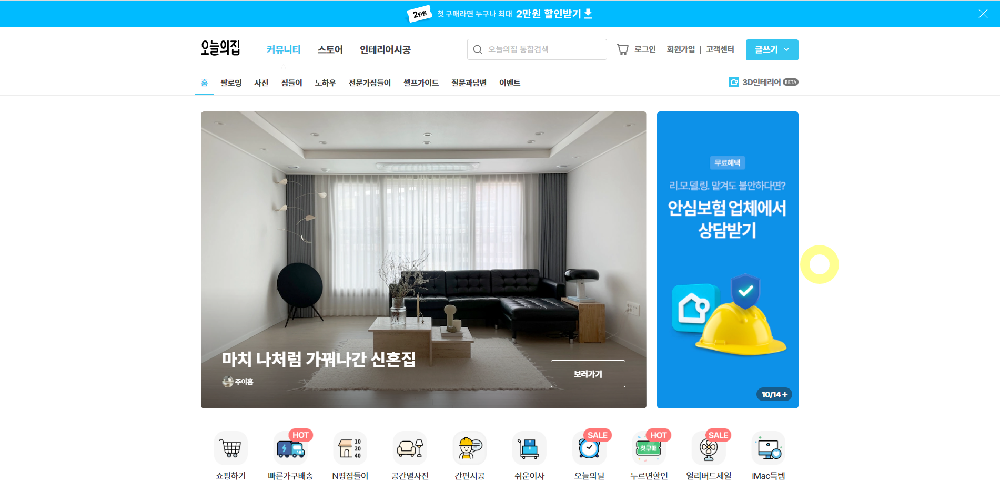 2만원 첫 구매라면 누구나 최대 2만원 할인받기
오늘의집 커뮤니티 스토어 인테리어시공 오늘의집 통합검색 로그인 회원가입 고객센터 글쓰기
홈 팔로잉 사진 집들이 노하우 전문가집들이 셀프가이드 질문과답변 이벤트 3D인테리어 BETA
무료혜택
리.모.델.링. 맡겨도 불안하다면?
안심보험 업체에서
상담받기
마치 나처럼 가꿔나간 신혼집
주이홈
보러가기
10/14+
HOT SALE HOT SALE
10
20
40
첫구매
쇼핑하기 빠른가구배송 N평집들이 공간별사진 간편시공 쉬운이사 오늘의딜 누르면할인 얼리버드세일 iMac득템